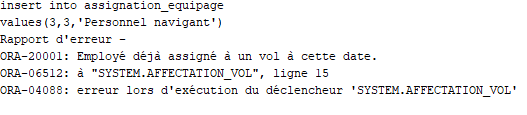 insert into assignation_equipage
values(3,3,'Personnel navigant')
Rapport d'erreur -
ORA-20001: Employé déjà assigné à un vol à cette date.
ORA-06512: à "SYSTEM.AFFECTATION_VOL", ligne 15
ORA-04088: erreur lors d'exécution du déclencheur 'SYSTEM.AFFECTATION_VOL'